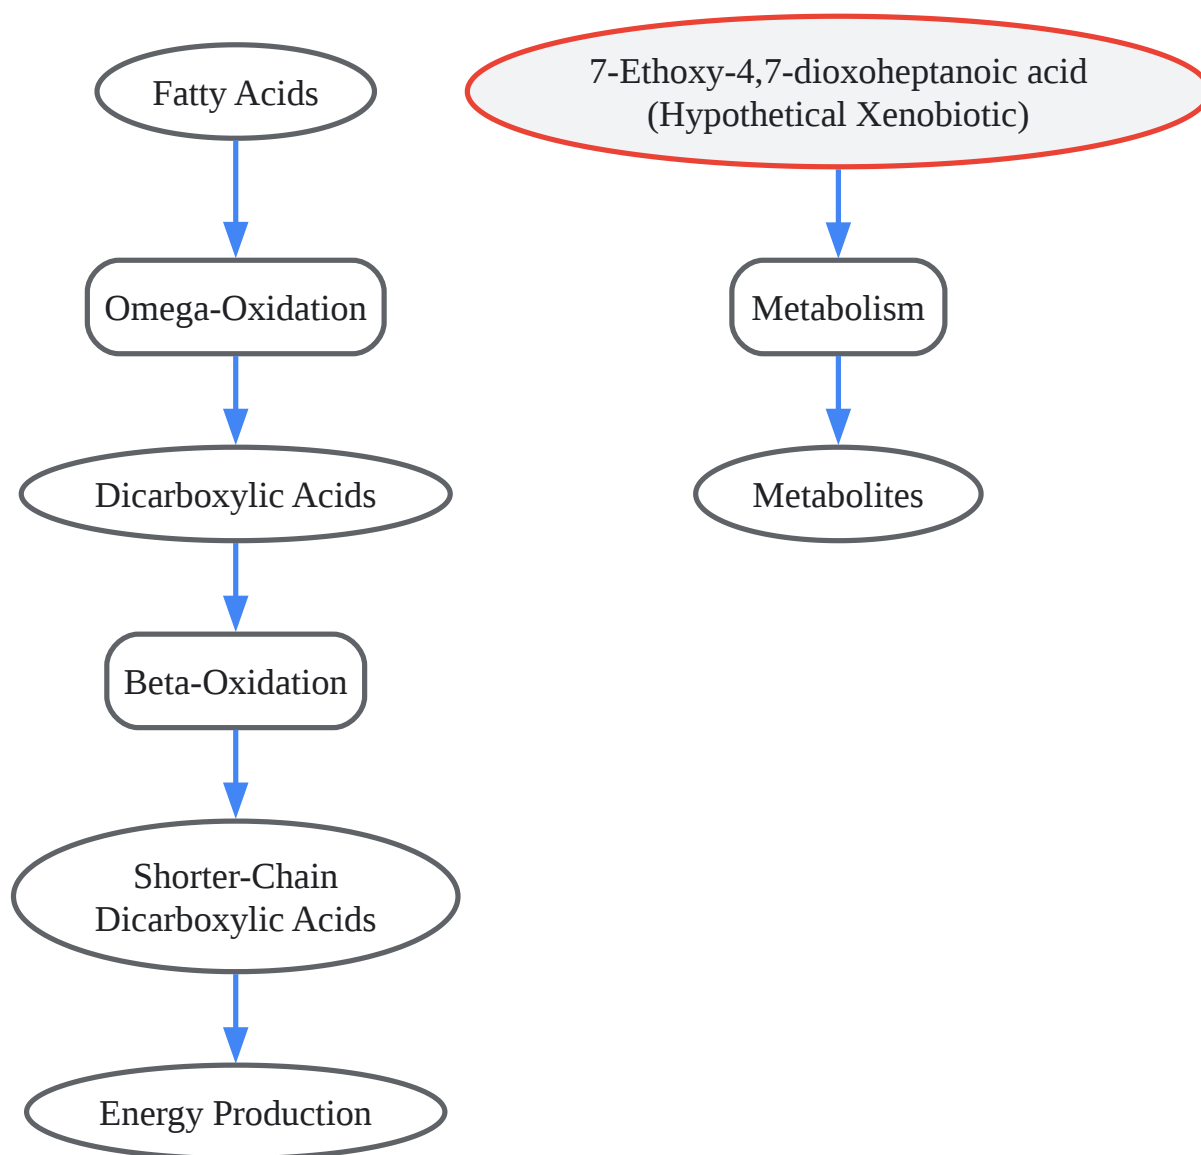 Fatty Acids
Omega-Oxidation
Dicarboxylic Acids
Beta-Oxidation
Shorter-Chain
Dicarboxylic Acids
Energy Production
7-Ethoxy-4,7-dioxoheptanoic acid
(Hypothetical Xenobiotic)
Metabolism
Metabolites